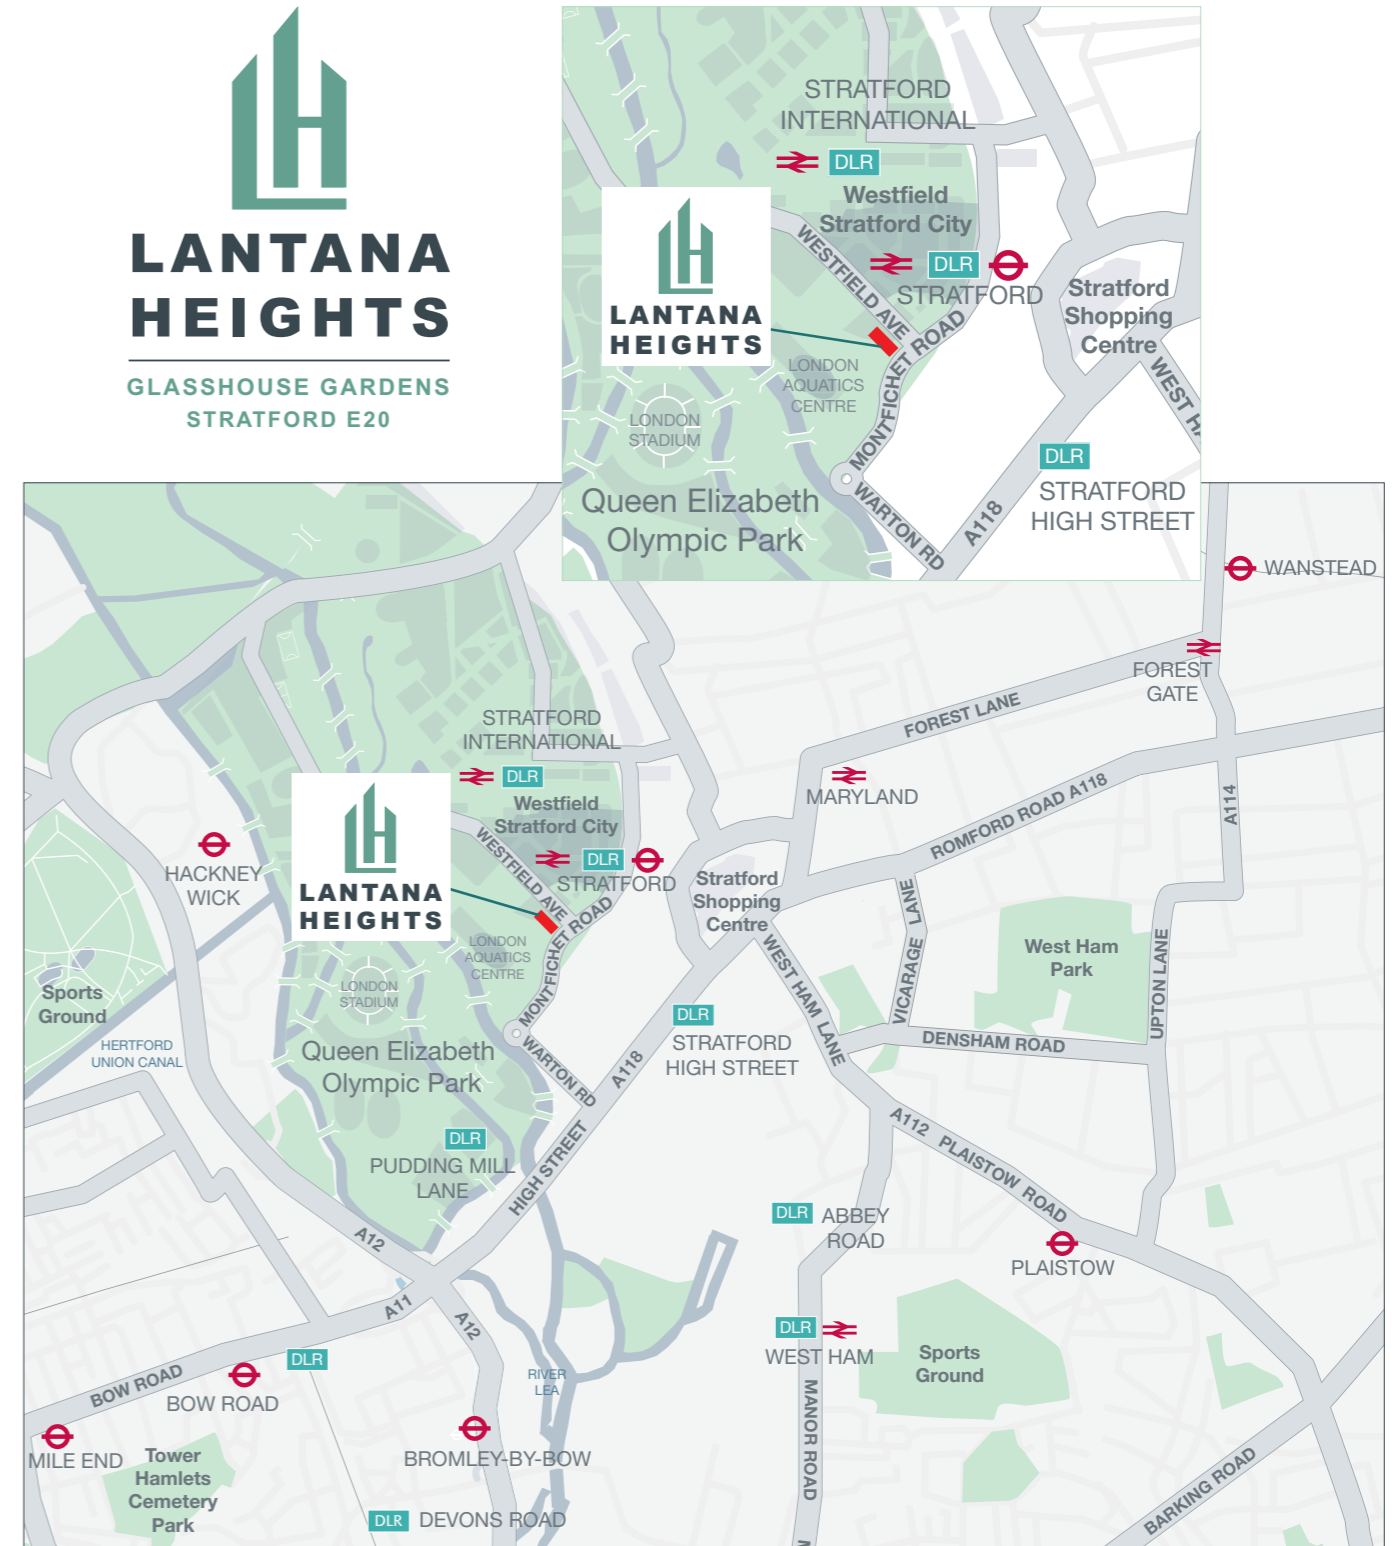 LANTANA
HEIGHTS
GLASSHOUSE GARDENS
STRATFORD E20
STRATFORD
INTERNATIONAL
DLR
Westfield
Stratford City
WESTFIELD AVE
DLR
STRATFORD
LANTANA
HEIGHTS
MONTFICHET ROAD
Stratford
Shopping
Centre
WEST HA
LONDON
AQUATICS
CENTRE
LONDON
STADIUM
DLR
STRATFORD
HIGH STREET
Queen Elizabeth
Olympic Park
WARTON RD
A118
WANSTEAD
FOREST
GATE
FOREST LANE
STRATFORD
INTERNATIONAL
DLR
MARYLAND
ROMFORD ROAD A118
A114
Westfield
Stratford City
WESTFIELD AVE
DLR
STRATFORD
HACKNEY
WICK
LANTANA
HEIGHTS
MONTFICHET ROAD
Stratford
Shopping
Centre
VICARAGE LANE
West Ham
Park
UPTON LANE
LONDON
AQUATICS
CENTRE
LONDON
STADIUM
WEST HAM LANE
Sports
Ground
HERTFORD
UNION CANAL
DLR
STRATFORD
HIGH STREET
DENSHAM ROAD
Queen Elizabeth
Olympic Park
WARTON RD
A118
HIGH STREET
DLR
PUDDING MILL
LANE
A112 PLAISTOW ROAD
DLR
ABBEY
ROAD
PLAISTOW
A12
A11
A12
DLR
WEST HAM
Sports
Ground
MANOR ROAD
BOW ROAD
DLR
BOW ROAD
RIVER
LEA
MILE END
Tower
Hamlets
Cemetery
Park
BROMLEY-BY-BOW
DLR
DEVONS ROAD
BARKING ROAD